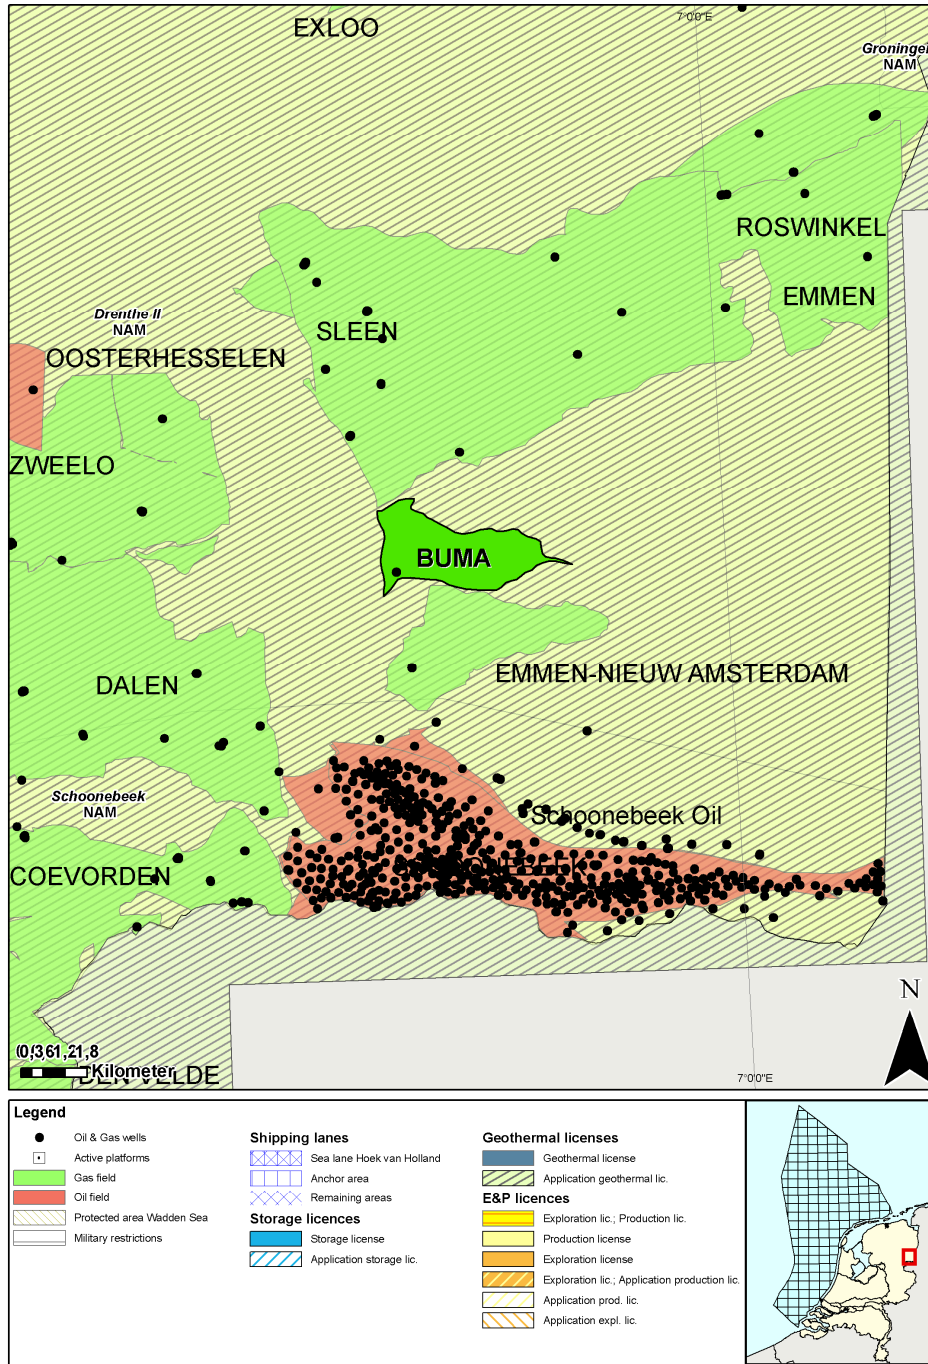 EXLOO
7°0'0"E
Groningen
NAM
ROSWINKEL
EMMEN
Drenthe II
NAM
SLEEN
OOSTERHESSELEN
ZWEELO
BUMA
EMMEN-NIEUW AMSTERDAM
DALEN
Schoonebeek
NAM
Schoonebeek Oil
COEVORDEN
N
Kilometer
DEN VELDE
7°0'0"E
Legend
Oil & Gas wells
Active platforms
Gas field
Oil field
Protected area Wadden Sea
Military restrictions
Shipping lanes
Sea lane Hoek van Holland
Anchor area
Remaining areas
Storage licences
Storage license
Application storage lic.
Geothermal licenses
Geothermal license
Application geothermal lic.
E&P licences
Exploration lic.; Production lic.
Production license
Exploration license
Exploration lic.; Application production lic.
Application prod. lic.
Application expl. lic.